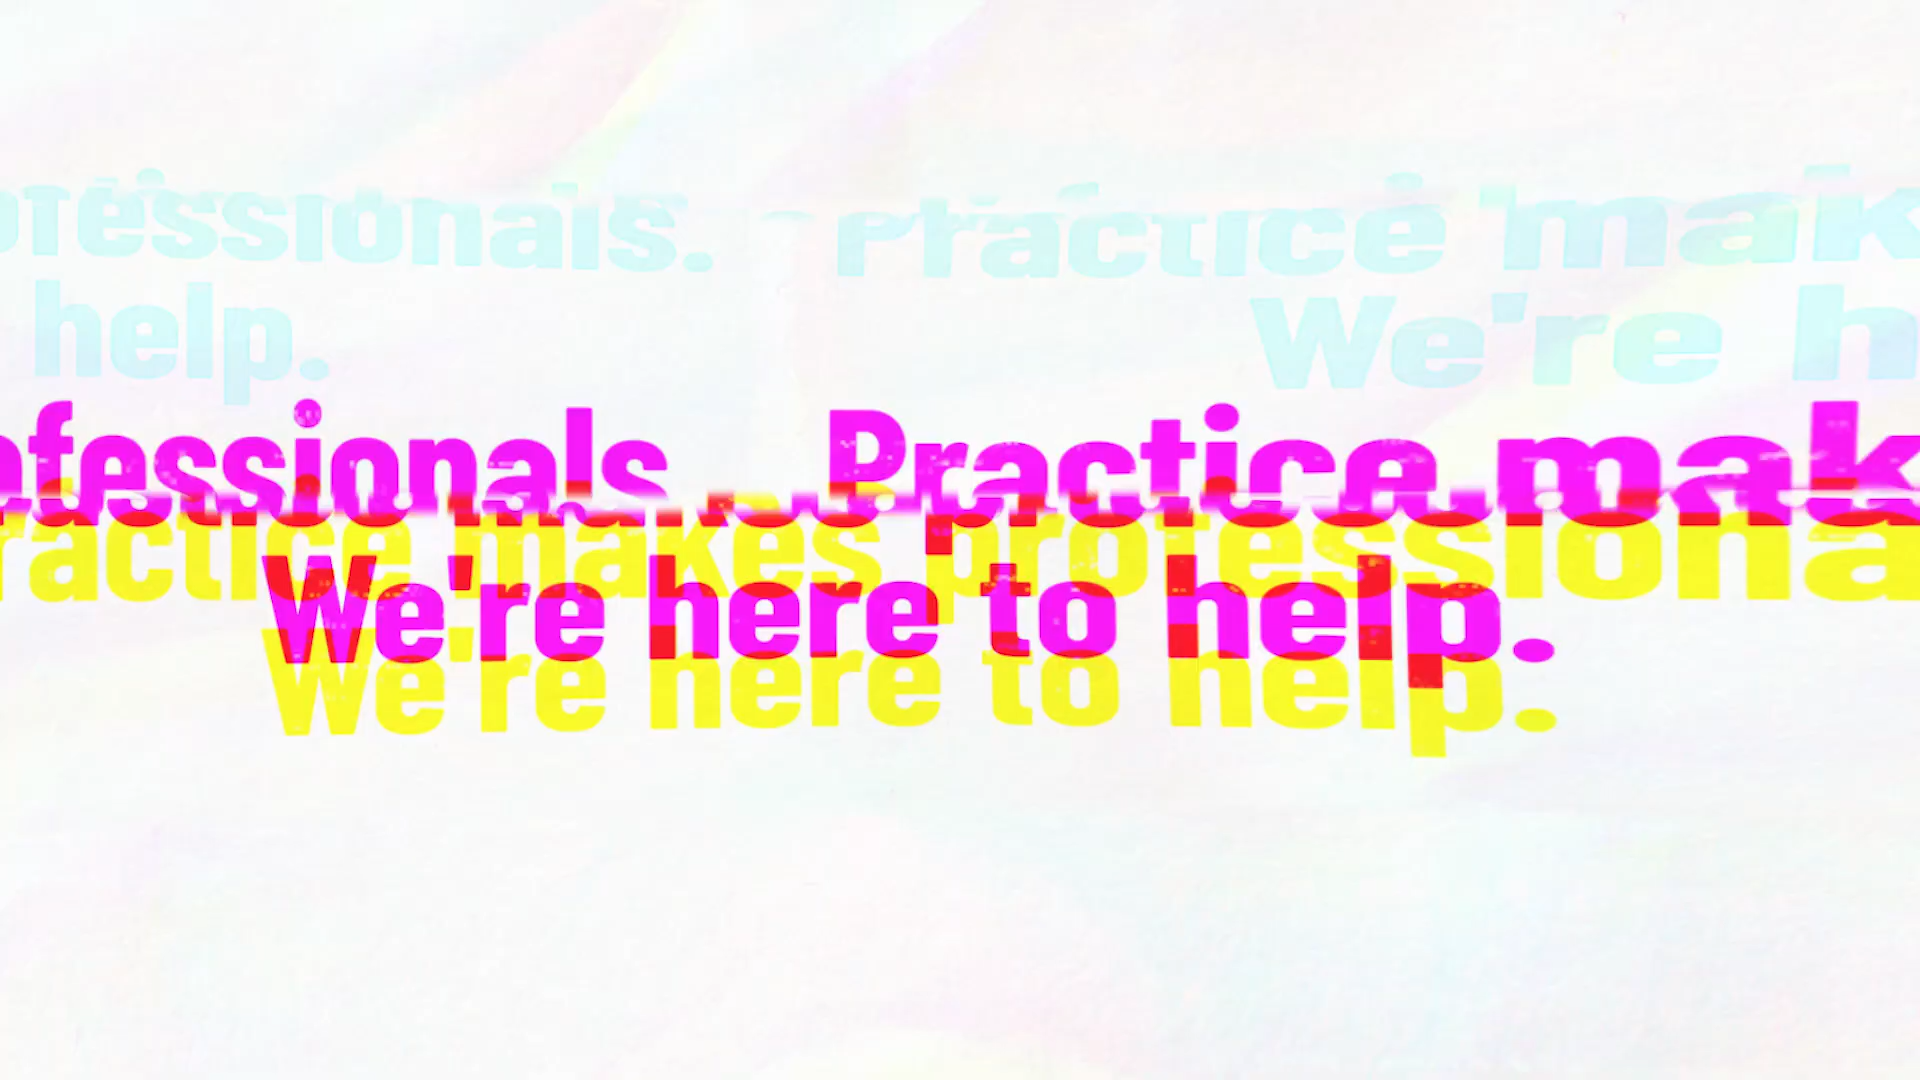 ofessionals. Practice mak
help. We're h
ofessionals Practice mak
ractice makes professiona
We're here to help.
We're here to help.